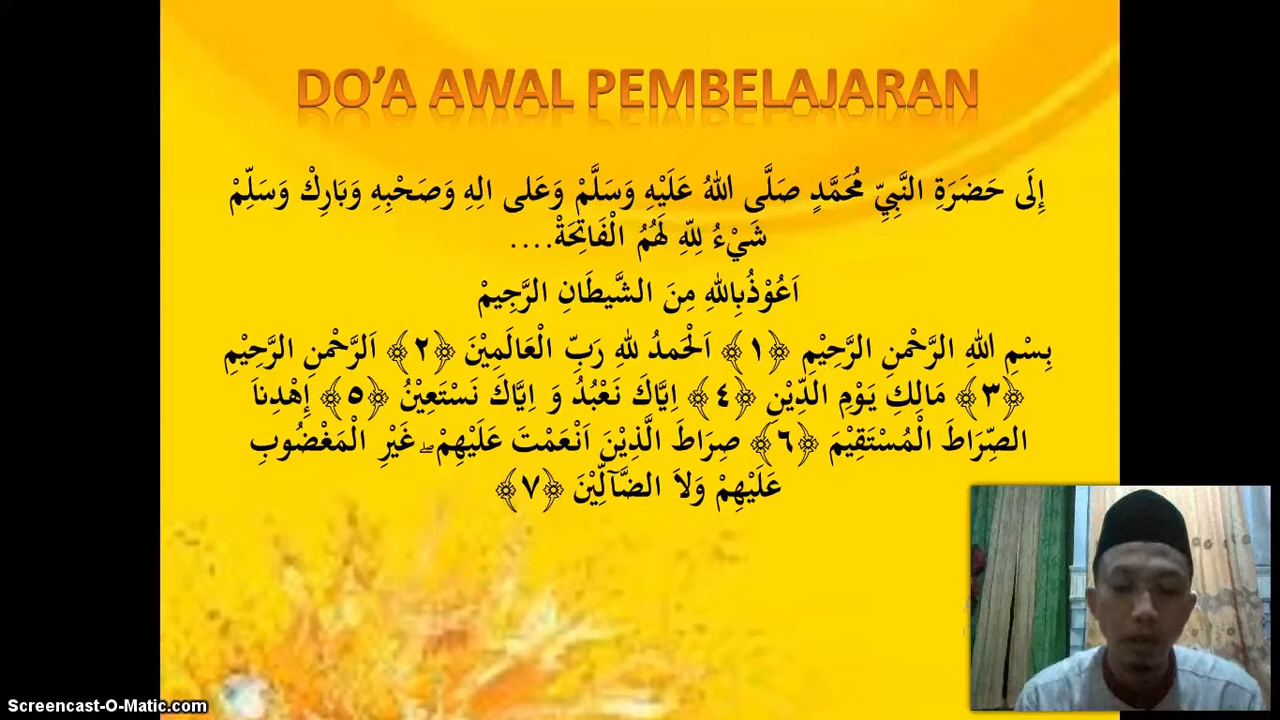 DO'A AWAL PEMBELAJARAN
إِلَى حَضَرَةِ النَّبِيِّ مُحَمَّدٍ صَلَّى اللهُ عَلَيْهِ وَسَلَّمْ وَعَلى الِهِ وَصَحْبِهِ وَبَارِكْ وَسَلِّمْ
شَيْءُ لِلّهِ لَهُمُ الْفَاتِحَةْ....
اَعُوْذُبِاللهِ مِنَ الشَّيطَانِ الرَّجِيمْ
بِسْمِ اللهِ الرَّحْمنِ الرَّحِيْمِ ﴿١﴾ اَلْحَمدُ للهِ رَبِّ الْعَالَمِيْنَ ﴿٢﴾ اَلرَّحْمنِ الرَّحِيْمِ
﴿٣﴾ مَالِكِ يَوْمِ الدِّيْنِ ﴿٤﴾ اِيَّاكَ نَعْبُدُ وَ اِيَّاكَ نَسْتَعِيْنُ ﴿٥﴾ إِهْدِناَ
الصِّرَاطَ الْمُسْتَقِيْمَ ﴿٦﴾ صِرَاطَ الَّذِيْنَ اَنْعَمْتَ عَلَيْهِمْ ۖ غَيْرِ الْمَغْضُوبِ
عَلَيْهِمْ وَلاَ الضَّآلِّيْنَ ﴿٧﴾
Screencast-O-Matic.com